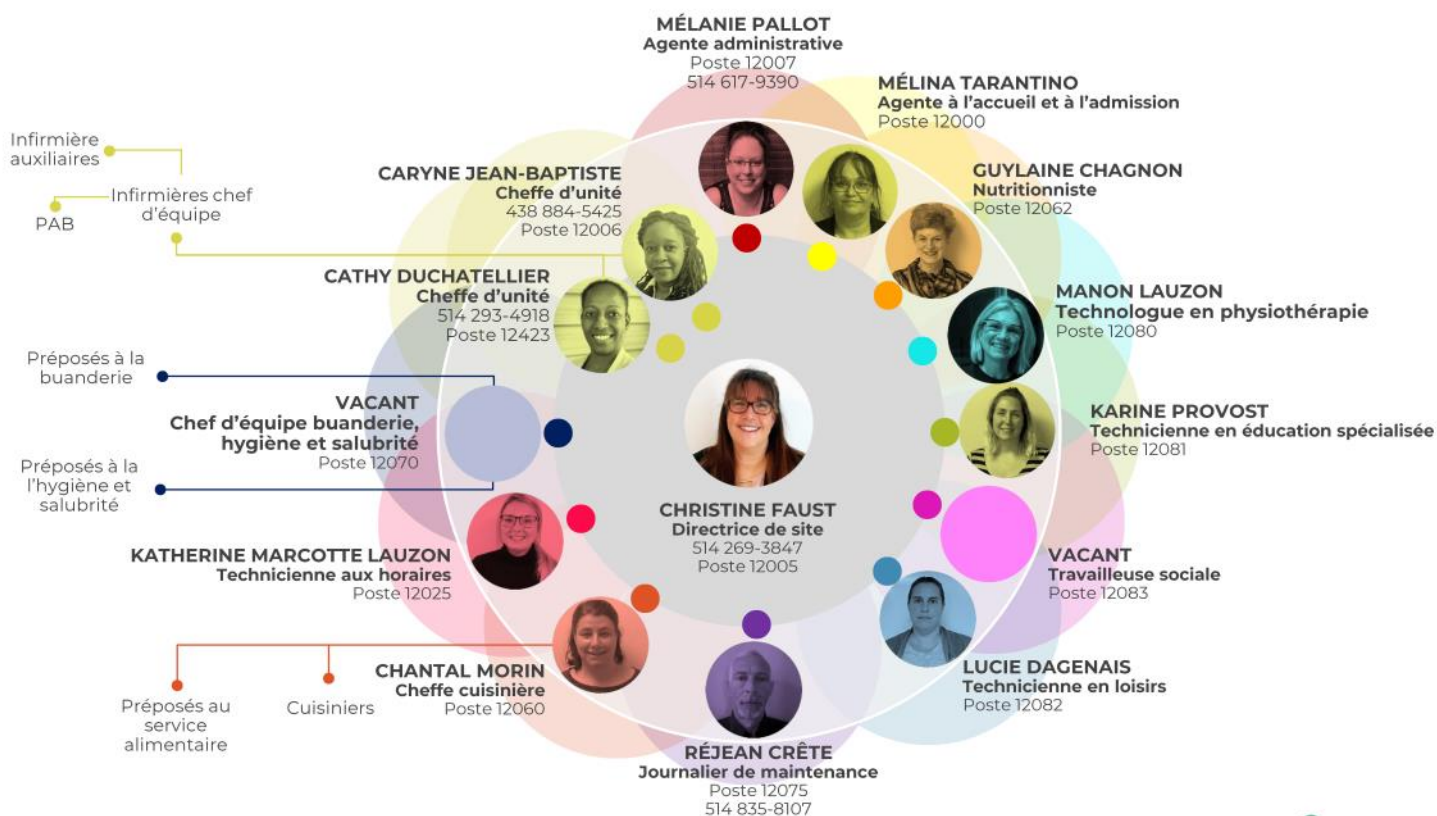 MÉLANIE PALLOT
Agente administrative
Poste 12007
514 617-9390
MÉLINA TARANTINO
Agente à l'accueil et à l'admission
Poste 12000
GUYLAINE CHAGNON
Nutritionniste
Poste 12062
MANON LAUZON
Technologue en physiothérapie
Poste 12080
KARINE PROVOST
Technicienne en éducation spécialisée
Poste 12081
VACANT
Travailleuse sociale
Poste 12083
LUCIE DAGENAIS
Technicienne en loisirs
Poste 12082
RÉJEAN CRÊTE
Journalier de maintenance
Poste 12075
514 835-8107
CHANTAL MORIN
Cheffe cuisinière
Poste 12060
Cuisiniers
Préposés au
service
alimentaire
KATHERINE MARCOTTE LAUZON
Technicienne aux horaires
Poste 12025
VACANT
Chef d'équipe buanderie,
hygiène et salubrité
Poste 12070
Préposés à la
buanderie
Préposés à la
l'hygiène et
salubrité
CATHY DUCHATELLIER
Cheffe d'unité
514 293-4918
Poste 12423
CARYNE JEAN-BAPTISTE
Cheffe d'unité
438 884-5425
Poste 12006
Infirmière
auxiliaires
Infirmières chef
d'équipe
PAB
CHRISTINE FAUST
Directrice de site
514 269-3847
Poste 12005